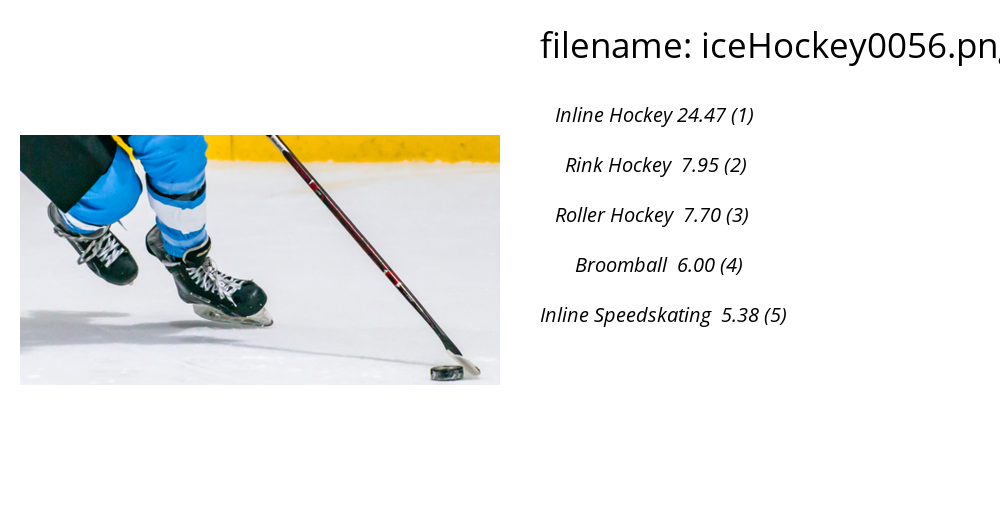 filename: iceHockey0056.png
Inline Hockey 24.47 (1)
Rink Hockey 7.95 (2)
Roller Hockey 7.70 (3)
Broomball 6.00 (4)
Inline Speedskating 5.38 (5)